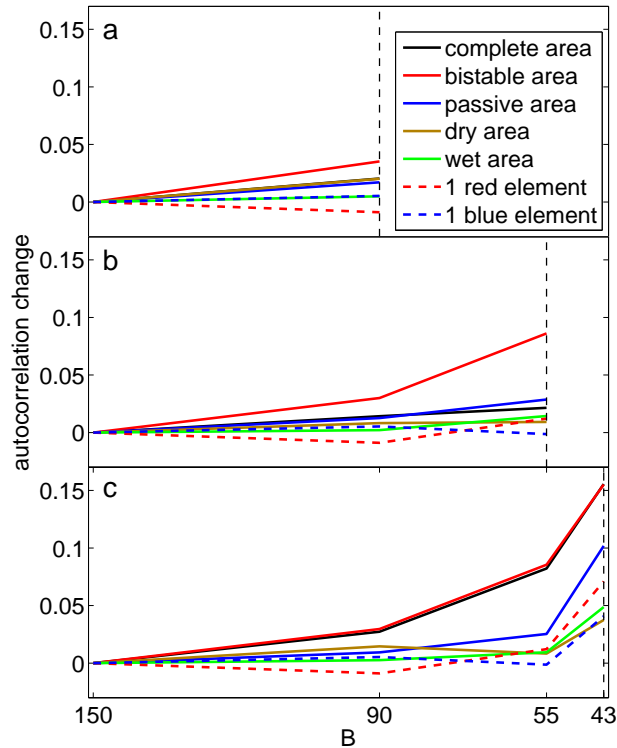 a
0.15
0.1
0.05
0
complete area
bistable area
passive area
dry area
wet area
1 red element
1 blue element
b
0.15
0.1
0.05
0
autocorrelation change
c
0.15
0.1
0.05
0
150
90
55
43
B